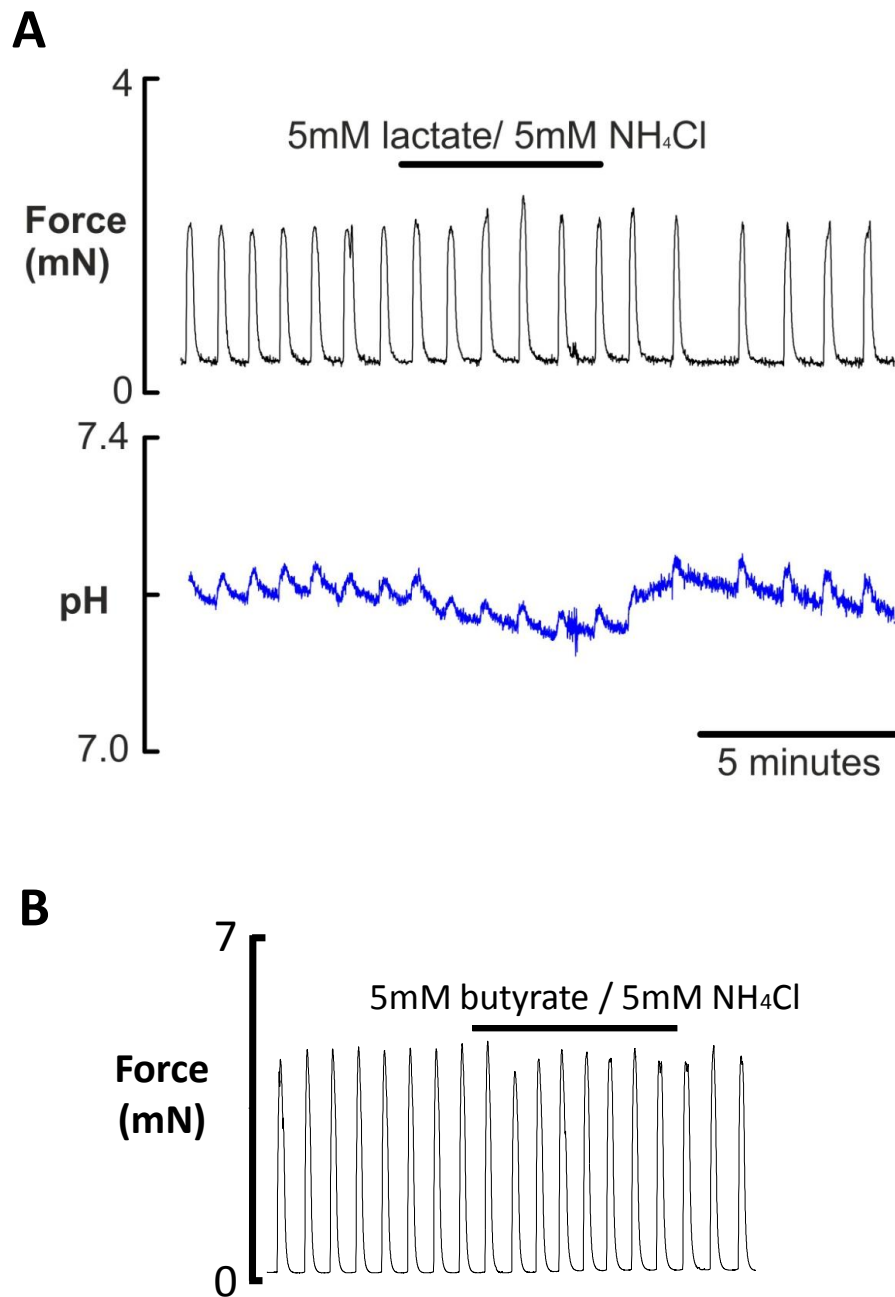 A
4
5mM lactate/ 5mM NH₄Cl
Force
(mN)
0
7.4
pH
7.0
5 minutes
B
7
5mM butyrate / 5mM NH₄Cl
Force
(mN)
0